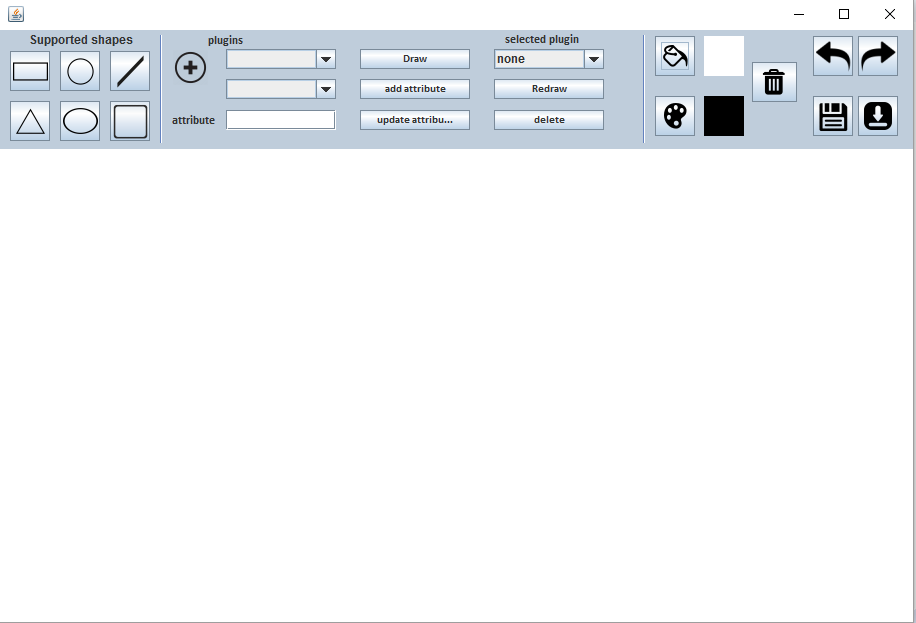 Supported shapes
plugins
selected plugin
Draw
none
add attribute
Redraw
attribute
update attribu...
delete